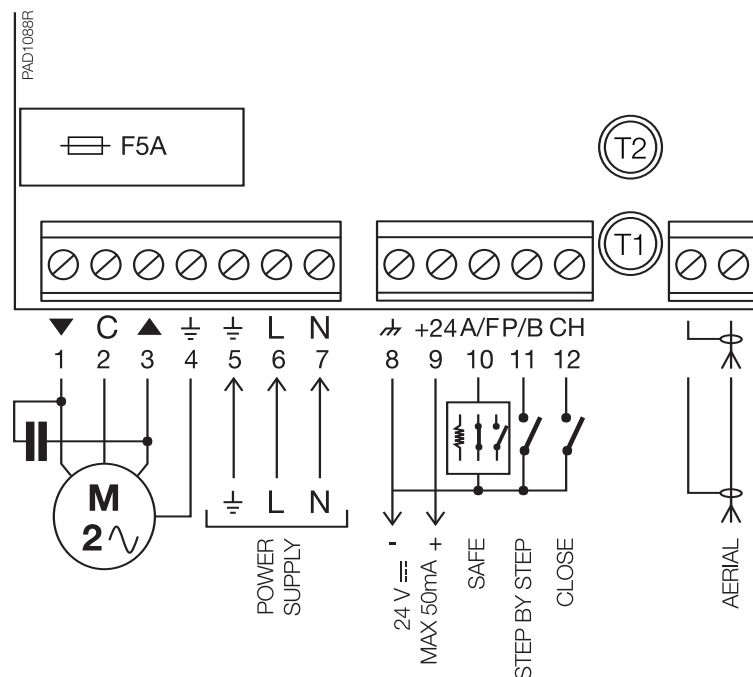 PAD1088R
F5A
T2
T1
▼ C ▲ ⏚ ⏚ L N
+24 A/F P/B CH
1 2 3 4 5 6 7 8 9 10 11 12
M
2
⏚ L N
POWER
SUPPLY
- +
24 V
MAX 50mA
SAFE
STEP BY STEP
CLOSE
AERIAL